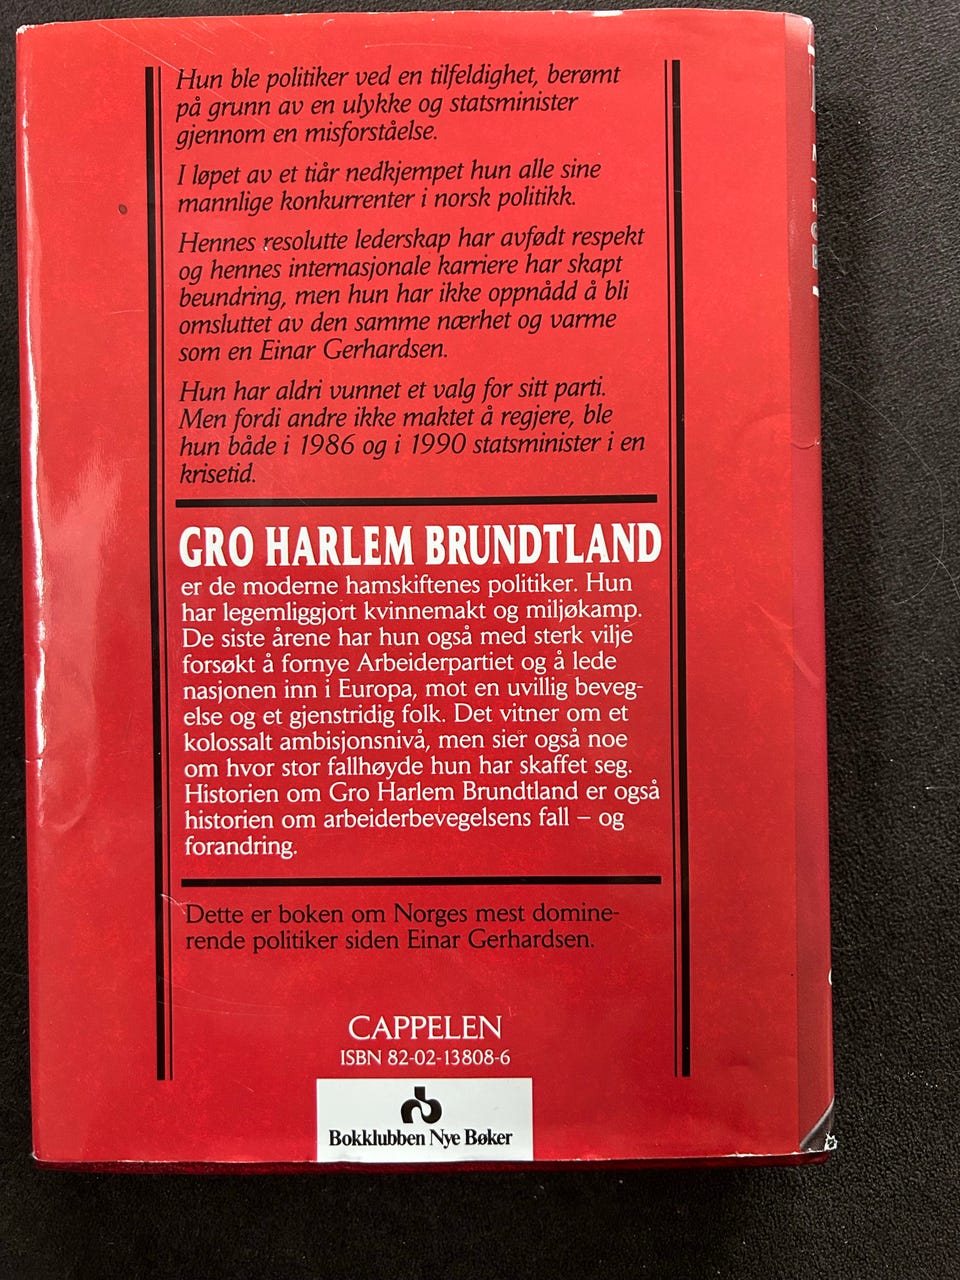 Hun ble politiker ved en tilfeldighet, berømt
på grunn av en ulykke og statsminister
gjennom en misforståelse.
I løpet av et tiår nedkjempet hun alle sine
mannlige konkurrenter i norsk politikk.
Hennes resolutte lederskap har avfødt respekt
og hennes internasjonale karriere har skapt
beundring, men hun har ikke oppnådd å bli
omsluttet av den samme nærhet og varme
som en Einar Gerhardsen.
Hun har aldri vunnet et valg for sitt parti.
Men fordi andre ikke maktet å regjere, ble
hun både i 1986 og i 1990 statsminister i en
krisetid.
GRO HARLEM BRUNDTLAND
er de moderne hamskiftenes politiker. Hun
har legemliggjort kvinnemakt og miljøkamp.
De siste årene har hun også med sterk vilje
forsøkt å fornye Arbeiderpartiet og å lede
nasjonen inn i Europa, mot en uvillig beveg-
else og et gjenstridig folk. Det vitner om et
kolossalt ambisjonsnivå, men sier også noe
om hvor stor fallhøyde hun har skaffet seg.
Historien om Gro Harlem Brundtland er også
historien om arbeiderbevegelsens fall – og
forandring.
Dette er boken om Norges mest domine-
rende politiker siden Einar Gerhardsen.
CAPPELEN
ISBN 82-02-13808-6
Bokklubben Nye Bøker